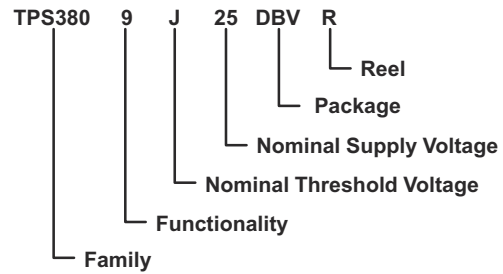 TPS380 9 J 25 DBV R
Reel
Package
Nominal Supply Voltage
Nominal Threshold Voltage
Functionality
Family